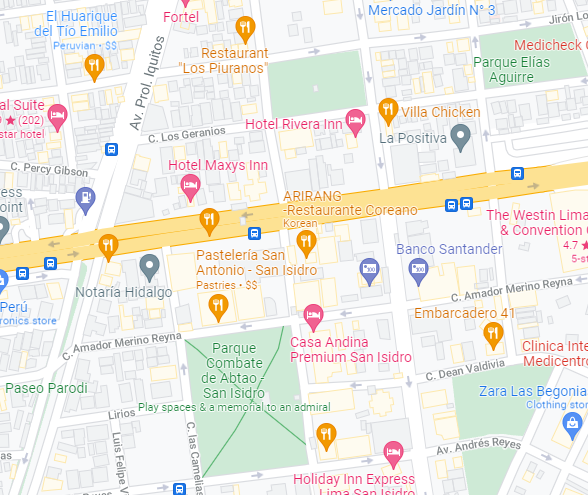 El Huarique
del Tío Emilio
Peruvian • $$
Fortel
Mercado Jardín N° 3
Jirón Lo
Restaurant
"Los Piuranos"
Av. Prol. Iquitos
Medicheck
Parque Elías
Aguirre
al Suite
(202)
star hotel
Villa Chicken
Hotel Rivera Inn
La Positiva
C. Los Geranios
C. Percy Gibson
Hotel Maxys Inn
ress
oint
ARIRANG
-Restaurante Coreano
Korean
The Westin Lima
& Convention
4.7
5-st
Pastelería San
Antonio - San Isidro
Pastries • $$
Banco Santander
Notaría Hidalgo
Perú
ronics store
C. Amador Merino Reyna
Embarcadero 41
C. Amador Merino Reyna
Casa Andina
Premium San Isidro
Parque
Combate
de Abtao -
San Isidro
Play spaces & a memorial to an admiral
Clinica Inte
Medicentro
C. Dean Valdivia
Paseo Parodi
Zara Las Begonia
Clothing stor
Lirios
Luis Felipe V
C. las Camelias
Av. Andrés Reyes
Holiday Inn Express
Lima San Isidro
Reyes